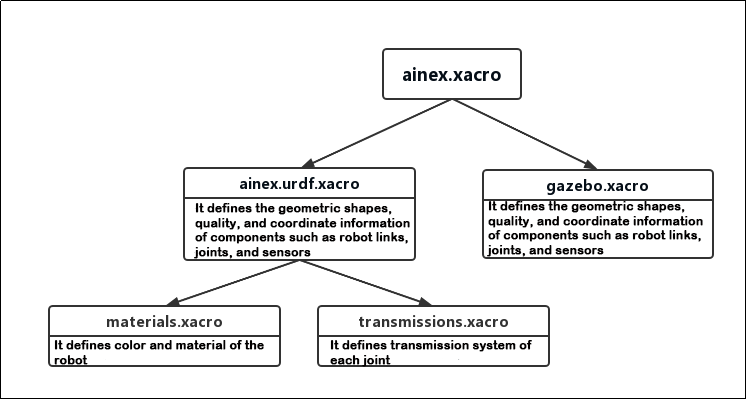 ainex.xacro
ainex.urdf.xacro
It defines the geometric shapes,
quality, and coordinate information
of components such as robot links,
joints, and sensors
gazebo.xacro
It defines the geometric shapes,
quality, and coordinate information
of components such as robot links,
joints, and sensors
materials.xacro
It defines color and material of the
robot
transmissions.xacro
It defines transmission system of
each joint